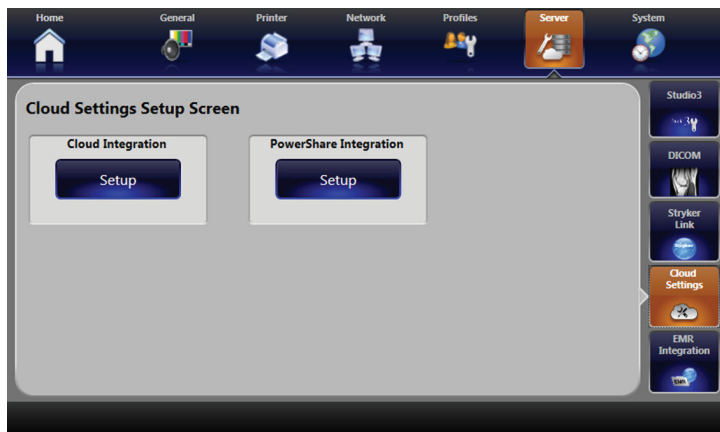 Home
General
Printer
Network
Profiles
Server
System
Cloud Settings Setup Screen
Cloud Integration
Setup
PowerShare Integration
Setup
Studio3
DICOM
Stryker
Link
Cloud
Settings
EMR
Integration
EMR